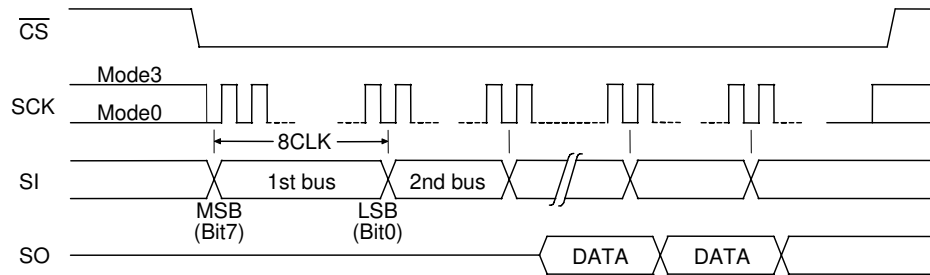 CS
Mode3
SCK
Mode0
8CLK
SI
1st bus
2nd bus
MSB
(Bit7)
LSB
(Bit0)
SO
DATA
DATA